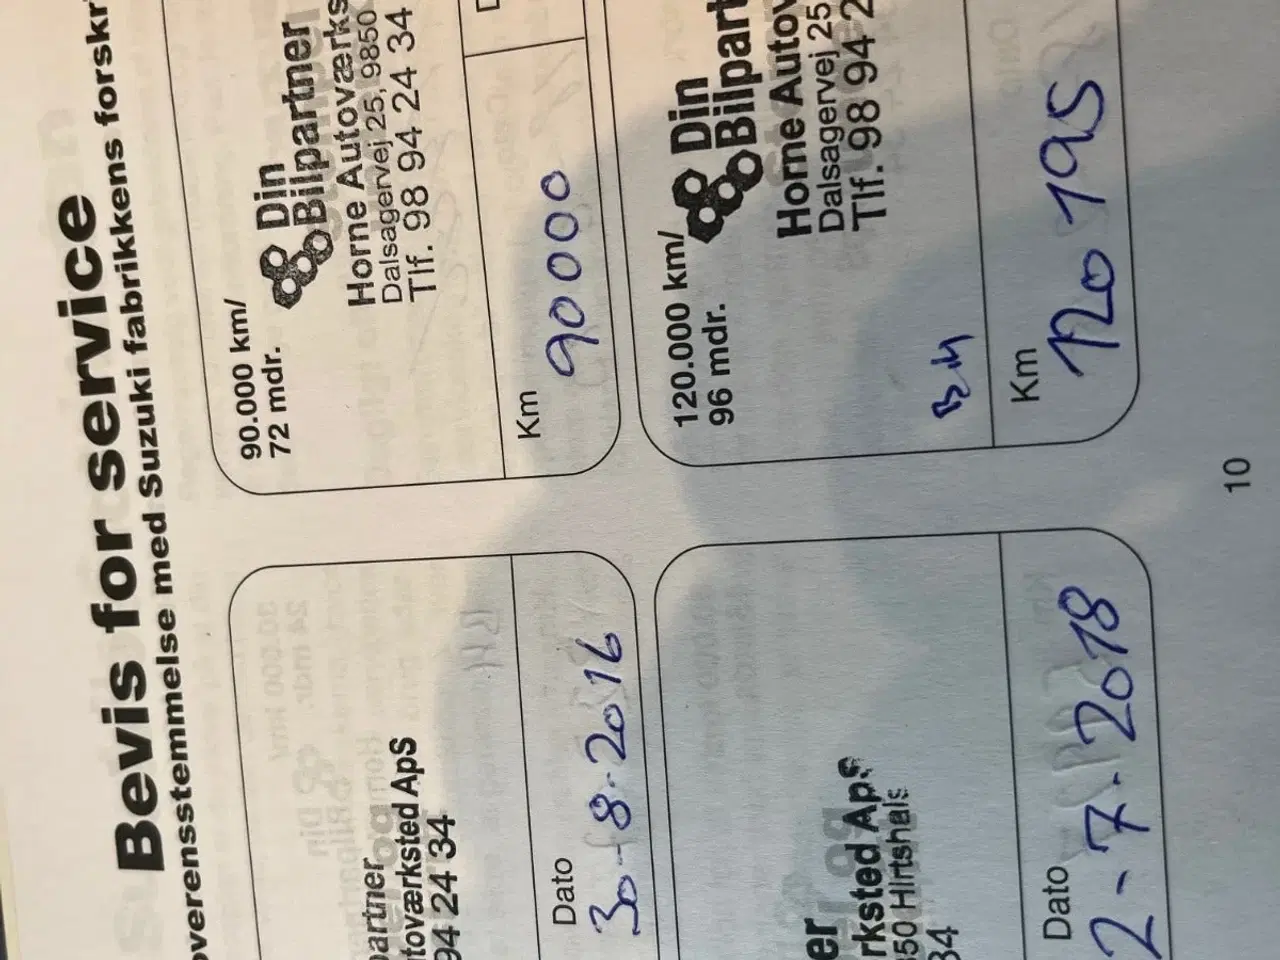 Bevis for service
overensstemmelse med Suzuki fabrikkens forskr
partner
toværksted ApS
94 24 34
Dato
30-8-2016
90.000 km/
72 mdr.
Din
Bilpartner
Horne Autoværks
Dalsagervej 25, 9850
Tlf. 98 94 24 34
Km
90000
er
rksted Aps
350 Hirtshals
34
Dato
2-7-2018
120.000 km/
96 mdr.
Din
Bilpart
Horne Autov
Dalsagervej 25
Tlf. 98 94 2
Km
120195
10